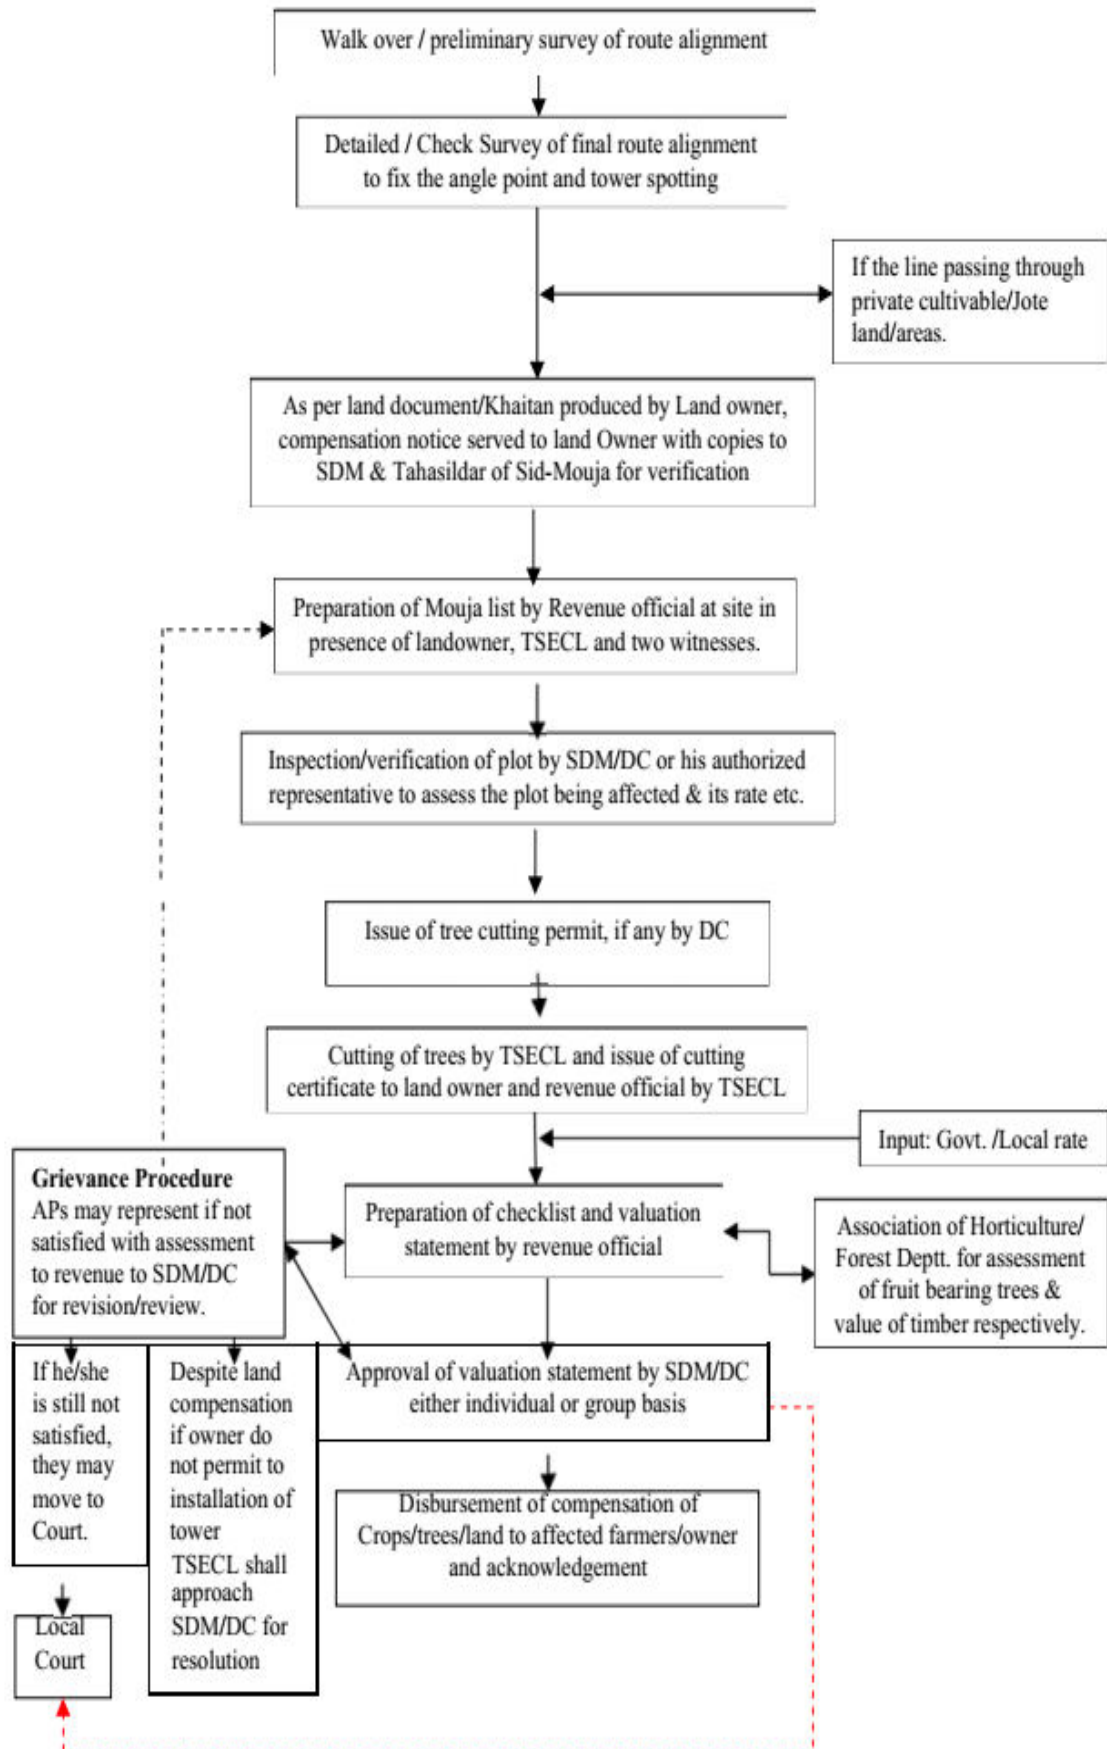 Walk over / preliminary survey of route alignment
Detailed / Check Survey of final route alignment
to fix the angle point and tower spotting
If the line passing through
private cultivable/Jote
land/areas.
As per land document/Khaitan produced by Land owner,
compensation notice served to land Owner with copies to
SDM & Tahasildar of Sid-Mouja for verification
Preparation of Mouja list by Revenue official at site in
presence of landowner, TSECL and two witnesses.
Inspection/verification of plot by SDM/DC or his authorized
representative to assess the plot being affected & its rate etc.
Issue of tree cutting permit, if any by DC
Cutting of trees by TSECL and issue of cutting
certificate to land owner and revenue official by TSECL
Input: Govt. /Local rate
Grievance Procedure
APs may represent if not
satisfied with assessment
to revenue to SDM/DC
for revision/review.
Preparation of checklist and valuation
statement by revenue official
Association of Horticulture/
Forest Deptt. for assessment
of fruit bearing trees &
value of timber respectively.
If he/she
is still not
satisfied,
they may
move to
Court.
Despite land
compensation
if owner do
not permit to
installation of
tower
TSECL shall
approach
SDM/DC for
resolution
Approval of valuation statement by SDM/DC
either individual or group basis
Disbursement of compensation of
Crops/trees/land to affected farmers/owner
and acknowledgement
Local
Court